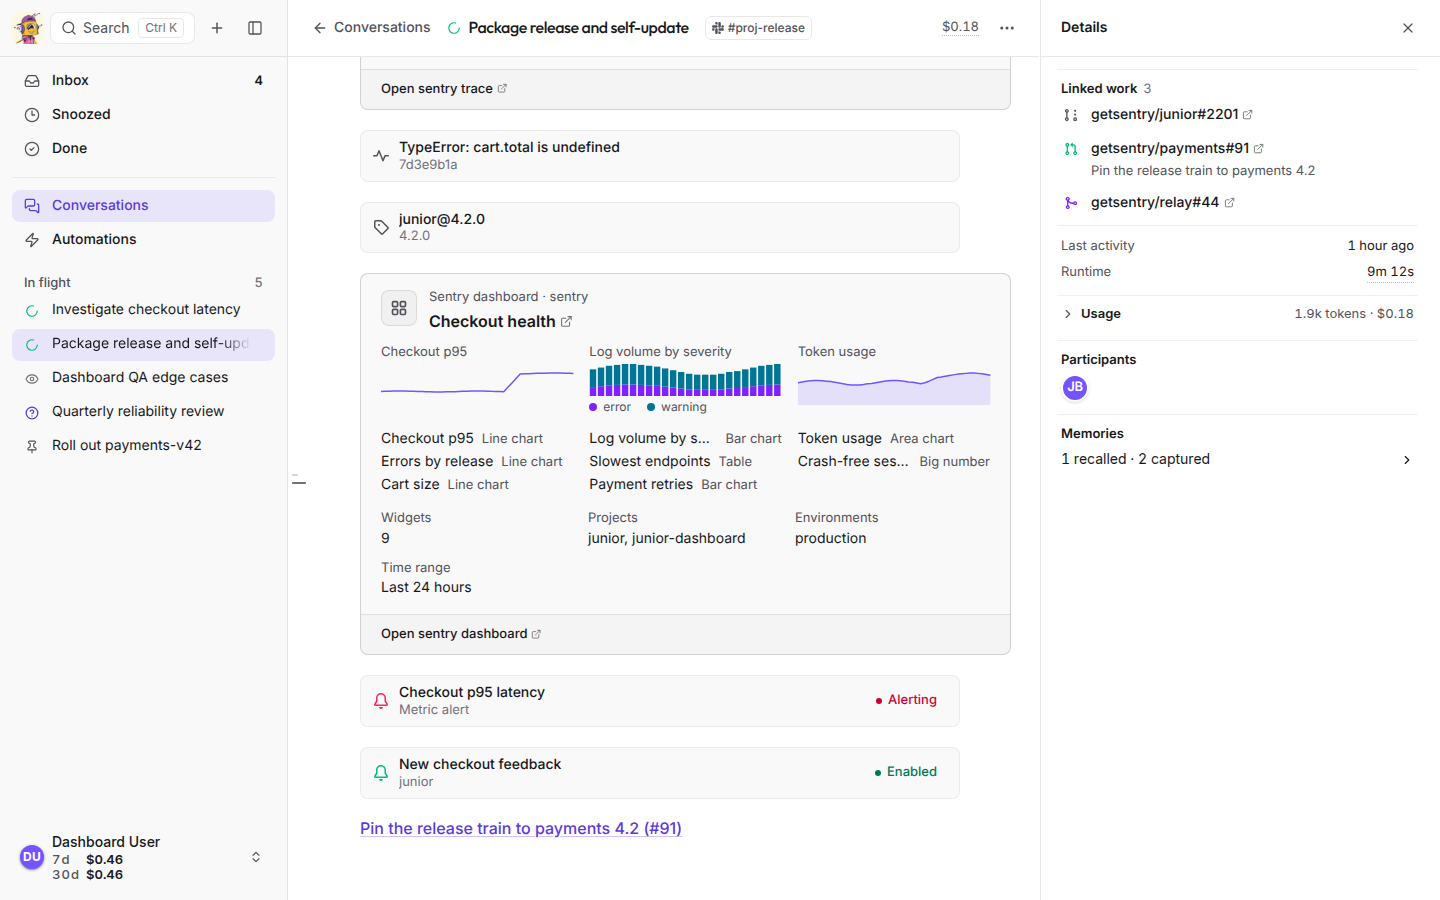 Search Ctrl K
Inbox 4
Snoozed
Done
Conversations
Automations
In flight 5
Investigate checkout latency
Package release and self-upd
Dashboard QA edge cases
Quarterly reliability review
Roll out payments-v42
DU Dashboard User
7d $0.46
30d $0.46
Conversations Package release and self-update #proj-release $0.18
Open sentry trace
TypeError: cart.total is undefined
7d3e9b1a
junior@4.2.0
4.2.0
Sentry dashboard · sentry
Checkout health
Checkout p95 Log volume by severity Token usage
error warning
Checkout p95 Line chart Log volume by s... Bar chart Token usage Area chart
Errors by release Line chart Slowest endpoints Table Crash-free ses... Big number
Cart size Line chart Payment retries Bar chart
Widgets Projects Environments
9 junior, junior-dashboard production
Time range
Last 24 hours
Open sentry dashboard
Checkout p95 latency
Metric alert
Alerting
New checkout feedback
junior
Enabled
Pin the release train to payments 4.2 (#91)
Details
Linked work 3
getsentry/junior#2201
getsentry/payments#91
Pin the release train to payments 4.2
getsentry/relay#44
Last activity 1 hour ago
Runtime 9m 12s
Usage 1.9k tokens · $0.18
Participants
JB
Memories
1 recalled · 2 captured